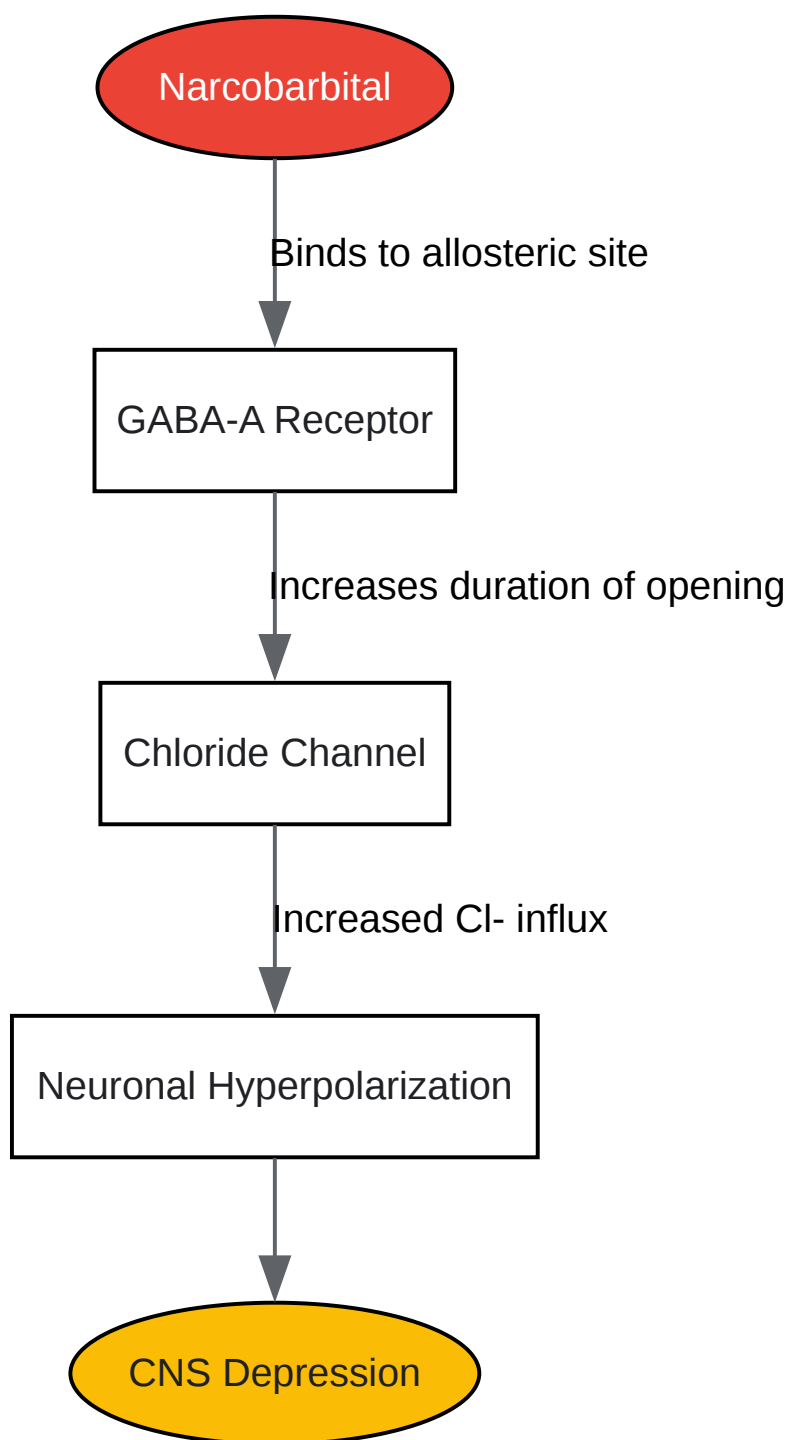 Narcobarbital
Binds to allosteric site
GABA-A Receptor
Increases duration of opening
Chloride Channel
Increased Cl- influx
Neuronal Hyperpolarization
CNS Depression